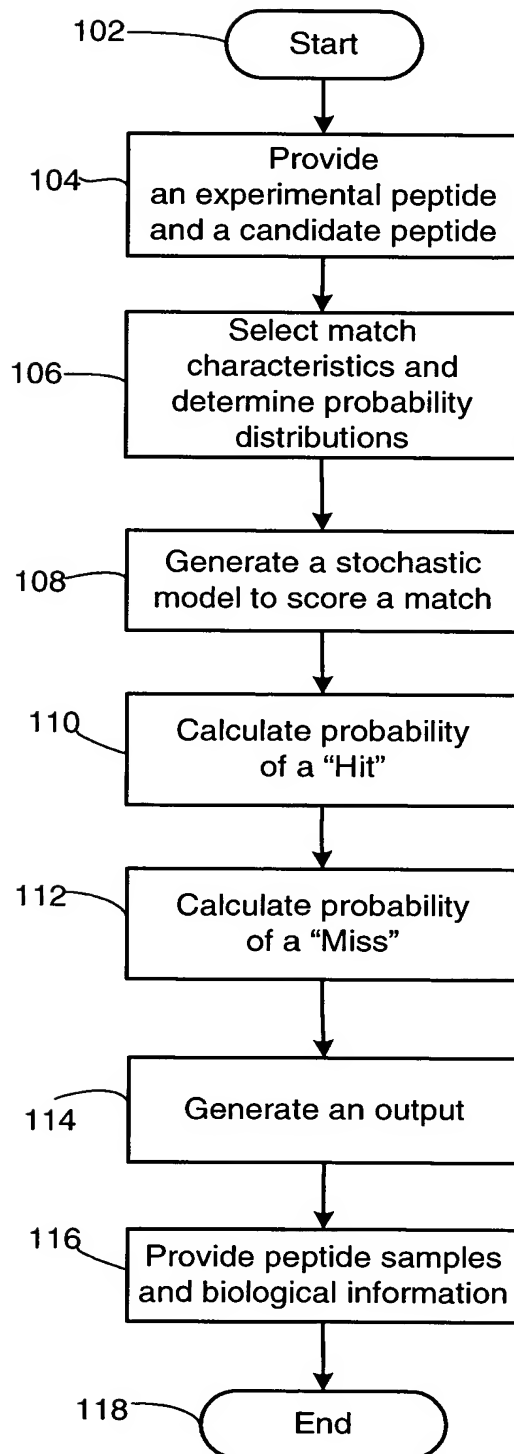 102
Start
104
Provide
an experimental peptide
and a candidate peptide
106
Select match
characteristics and
determine probability
distributions
108
Generate a stochastic
model to score a match
110
Calculate probability
of a “Hit”
112
Calculate probability
of a “Miss”
114
Generate an output
116
Provide peptide samples
and biological information
118
End